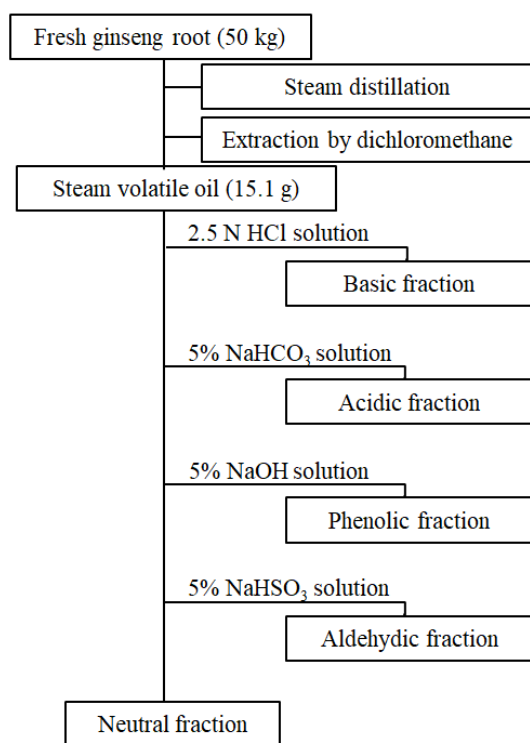 Fresh ginseng root (50 kg)
Steam distillation
Extraction by dichloromethane
Steam volatile oil (15.1 g)
2.5 N HCl solution
Basic fraction
5% NaHCO₃ solution
Acidic fraction
5% NaOH solution
Phenolic fraction
5% NaHSO₃ solution
Aldehydic fraction
Neutral fraction